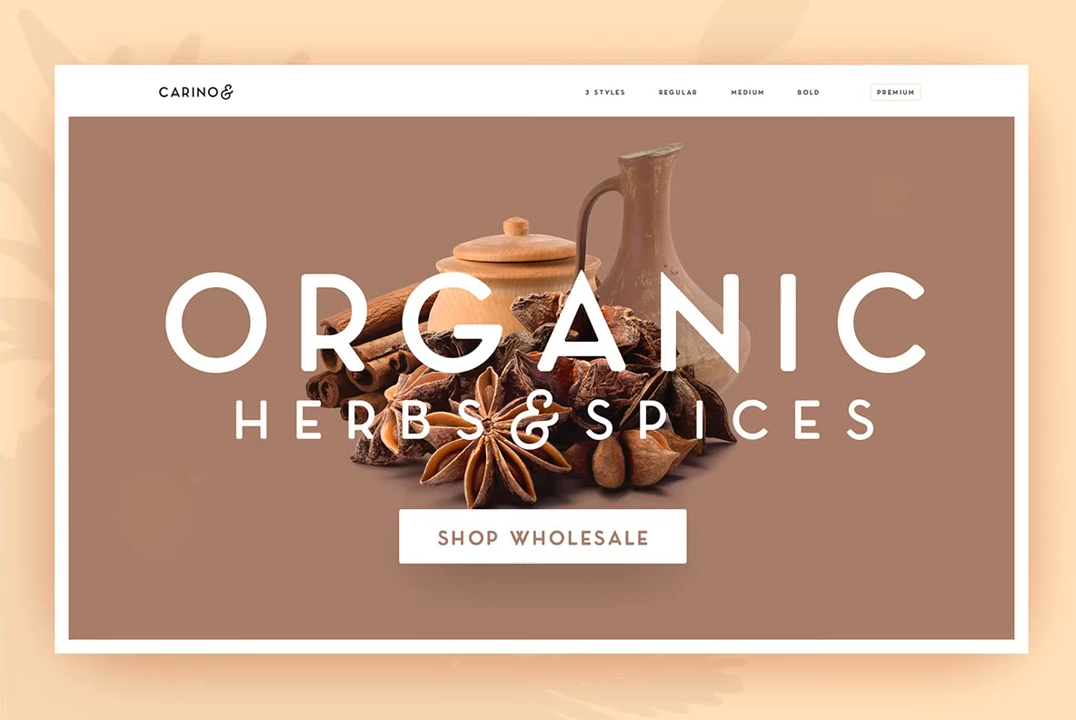 CARINO&
3 STYLES REGULAR MEDIUM BOLD PREMIUM
ORGANIC
HERBS & SPICES
SHOP WHOLESALE